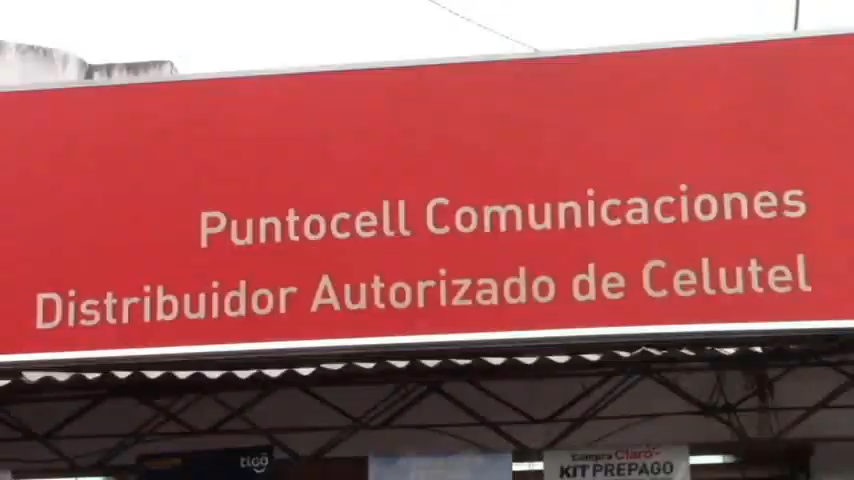 Puntocell Comunicaciones
Distribuidor Autorizado de Celutel
tigo
Compra Claro
KIT PREPAGO